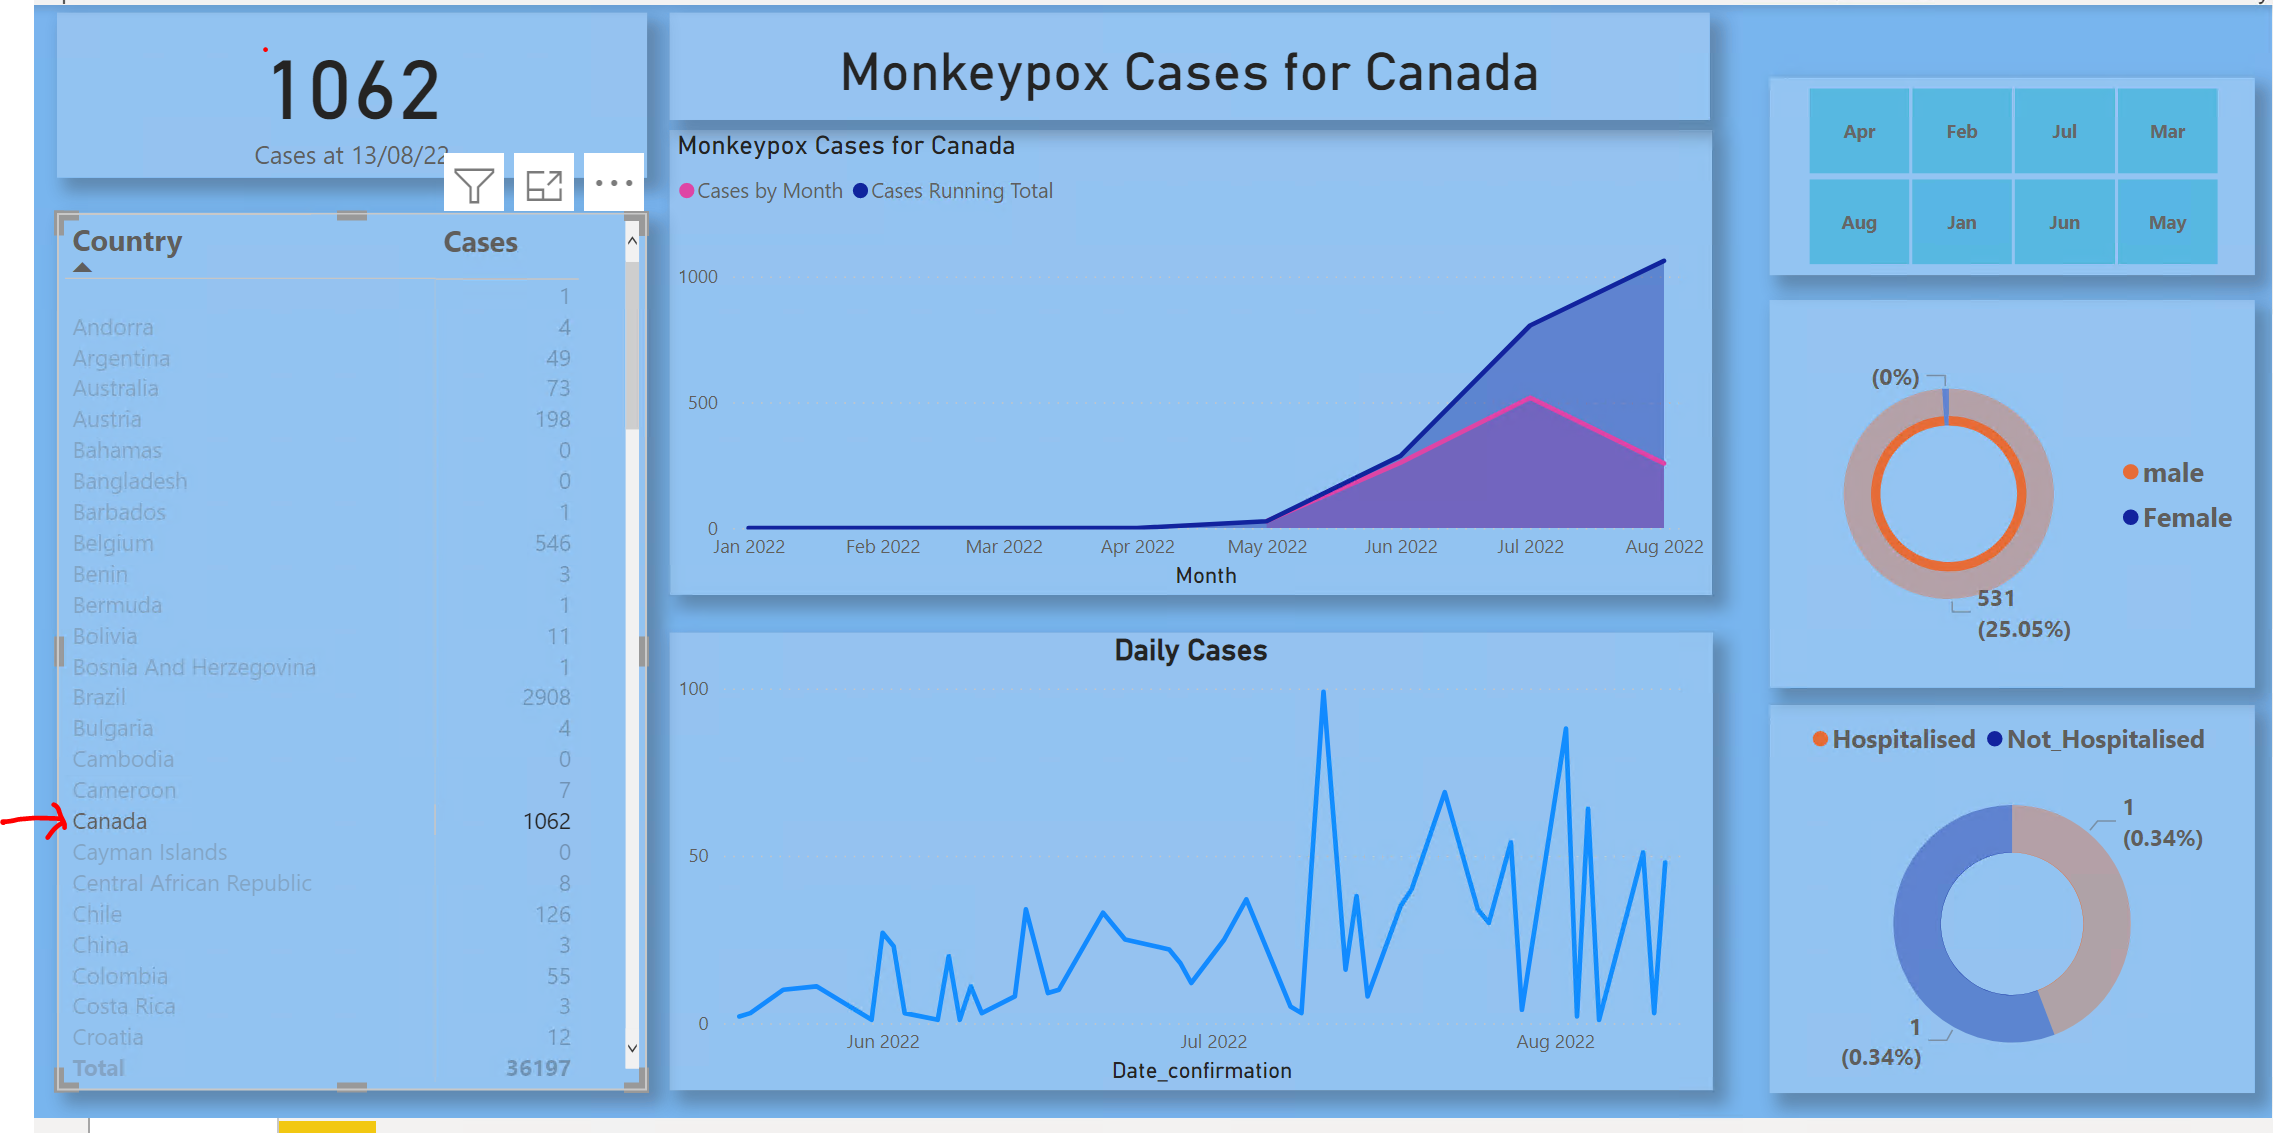 1062
Cases at 13/08/22
Country Cases
1
Andorra 4
Argentina 49
Australia 73
Austria 198
Bahamas 0
Bangladesh 0
Barbados 1
Belgium 546
Benin 3
Bermuda 1
Bolivia 11
Bosnia And Herzegovina 1
Brazil 2908
Bulgaria 4
Cambodia 0
Cameroon 7
Canada 1062
Cayman Islands 0
Central African Republic 8
Chile 126
China 3
Colombia 55
Costa Rica 3
Croatia 12
Total 36197
Monkeypox Cases for Canada
Monkeypox Cases for Canada
Cases by Month Cases Running Total
1000
500
0
Jan 2022 Feb 2022 Mar 2022 Apr 2022 May 2022 Jun 2022 Jul 2022 Aug 2022
Month
Daily Cases
100
50
0
Jun 2022 Jul 2022 Aug 2022
Date_confirmation
Apr Feb Jul Mar
Aug Jan Jun May
(0%)
male
Female
531
(25.05%)
Hospitalised Not_Hospitalised
1
(0.34%)
1
(0.34%)